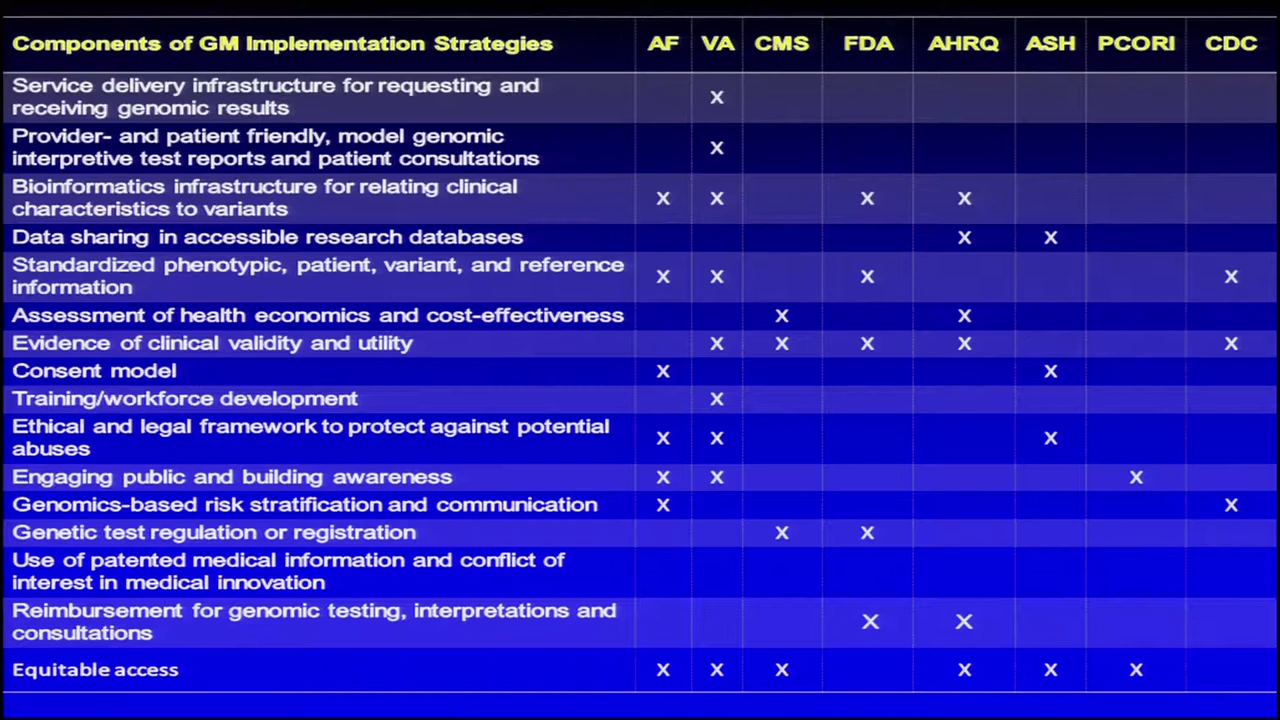 Components of GM Implementation Strategies AF VA CMS FDA AHRQ ASH PCORI CDC
Service delivery infrastructure for requesting and
receiving genomic results X
Provider- and patient friendly, model genomic
interpretive test reports and patient consultations X
Bioinformatics infrastructure for relating clinical
characteristics to variants X X X X
Data sharing in accessible research databases X X
Standardized phenotypic, patient, variant, and reference
information X X X X
Assessment of health economics and cost-effectiveness X X
Evidence of clinical validity and utility X X X X X
Consent model X X
Training/workforce development X
Ethical and legal framework to protect against potential
abuses X X X
Engaging public and building awareness X X X
Genomics-based risk stratification and communication X X
Genetic test regulation or registration X X
Use of patented medical information and conflict of
interest in medical innovation
Reimbursement for genomic testing, interpretations and
consultations X X
Equitable access X X X X X X